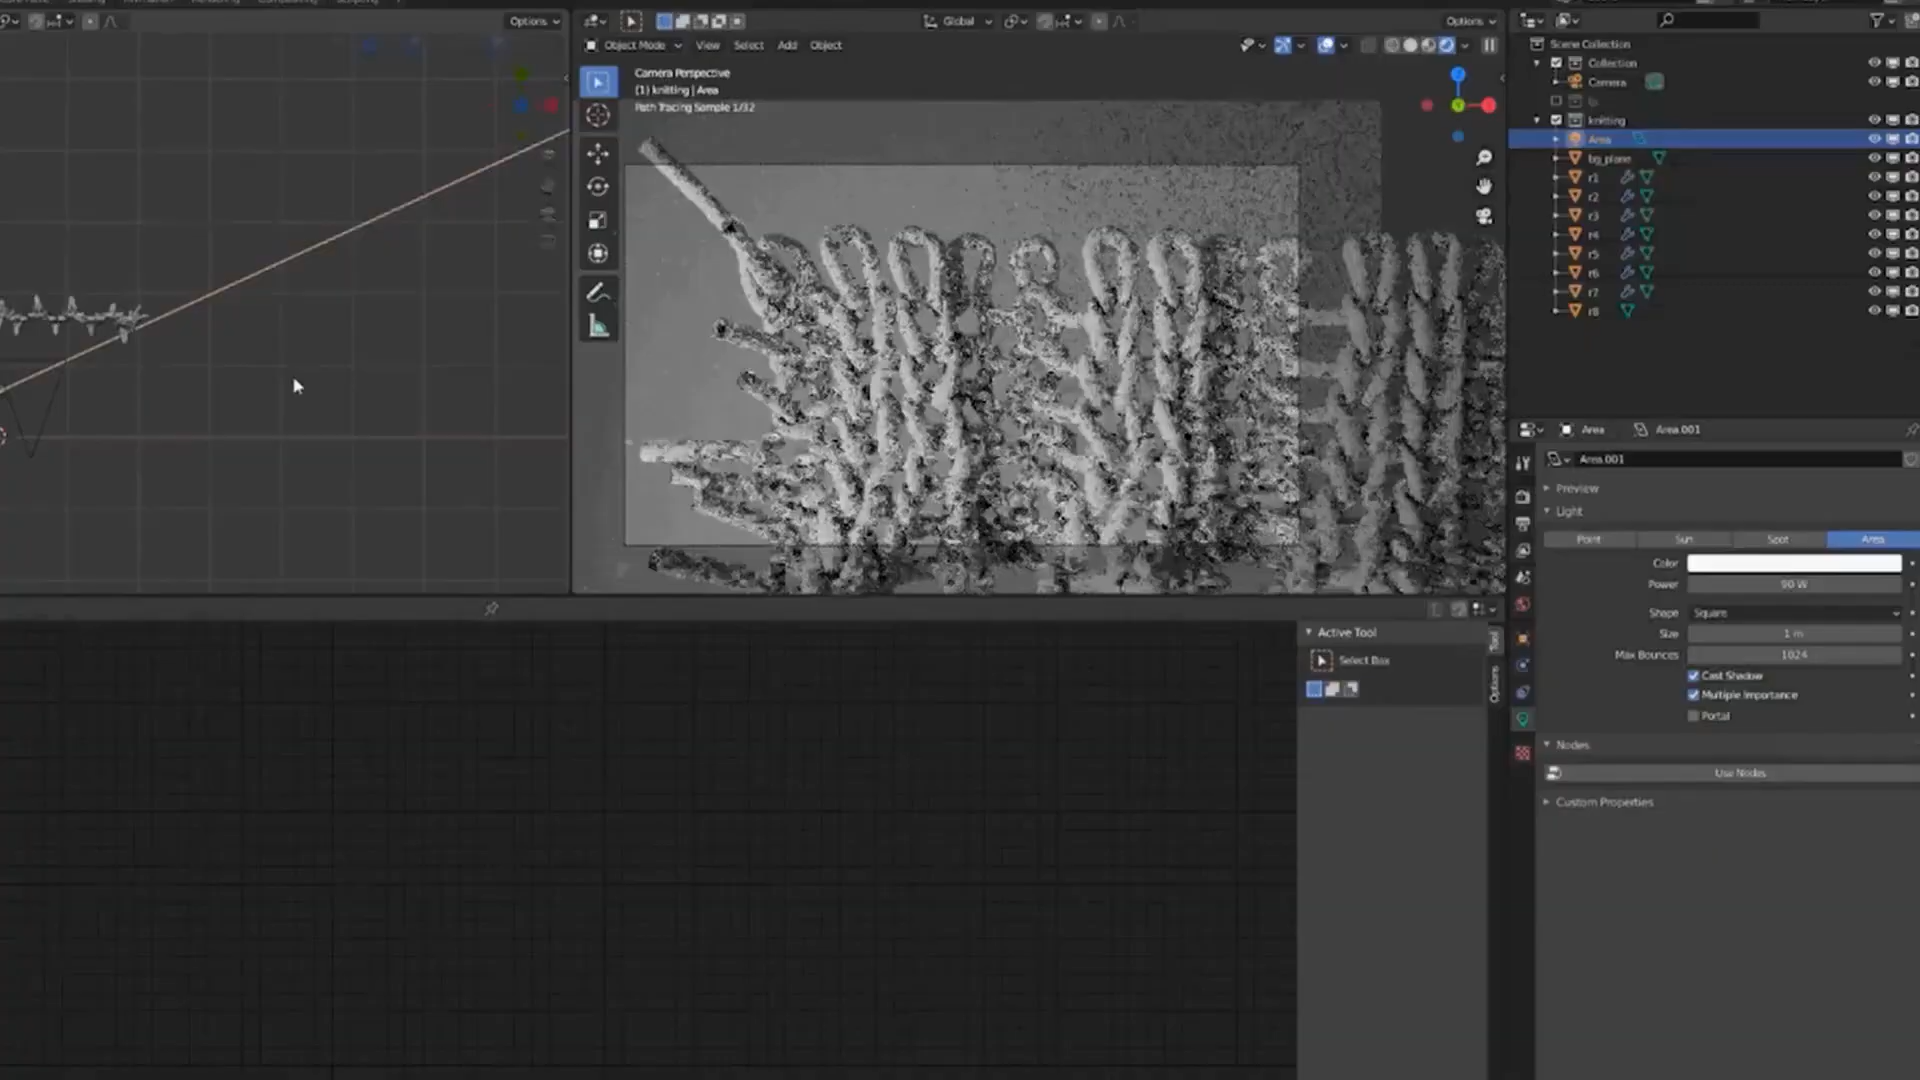 Options
Global
Options
Object Mode
View
Select
Add
Object
Camera Perspective
(1) knitting | Area
Path Tracing Sample 1/32
Scene Collection
Collection
Camera
knitting
Area
bg_plane
r1
r2
r3
r4
r5
r6
r7
r8
Area
Area.001
Area.001
Preview
Light
Point
Sun
Spot
Area
Color
Power
90 W
Shape
Square
Size
1 m
Max Bounces
1024
Cast Shadow
Multiple Importance
Portal
Nodes
Use Nodes
Custom Properties
Active Tool
Select Box
Tool
Options